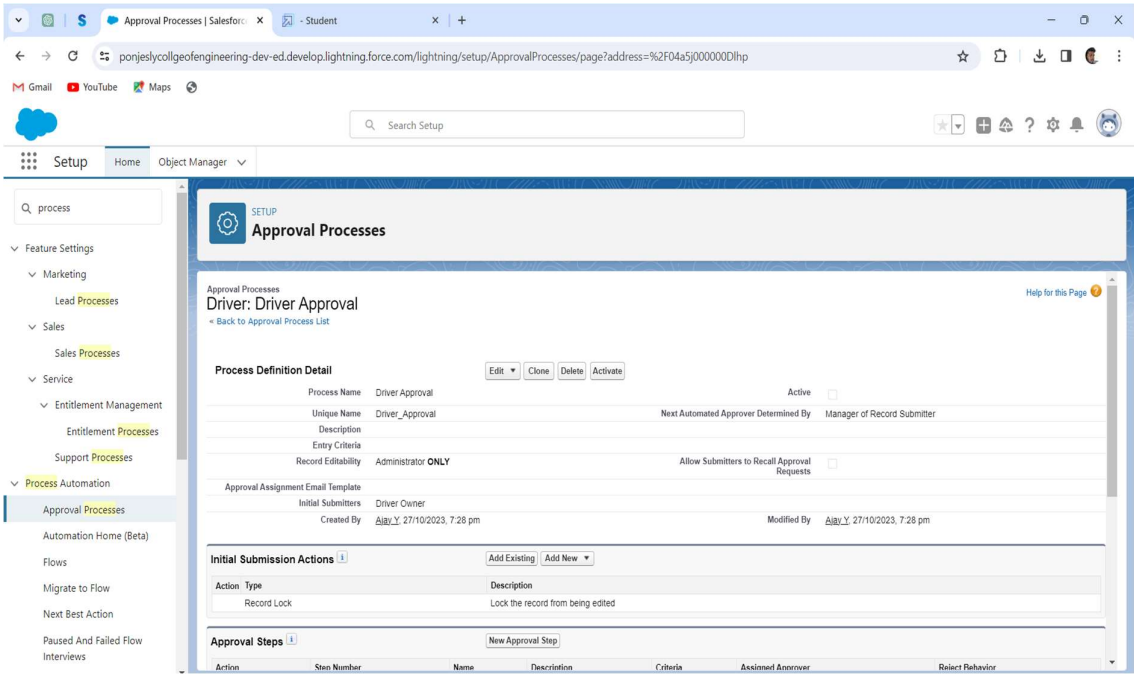 Approval Processes | Salesforc
- Student
ponjeslycollgeofengineering-dev-ed.develop.lightning.force.com/lightning/setup/ApprovalProcesses/page?address=%2F04a5j000000Dlhp
Gmail YouTube Maps
Search Setup
Setup Home Object Manager
process
Feature Settings
Marketing
Lead Processes
Sales
Sales Processes
Service
Entitlement Management
Entitlement Processes
Support Processes
Process Automation
Approval Processes
Automation Home (Beta)
Flows
Migrate to Flow
Next Best Action
Paused And Failed Flow
Interviews
SETUP
Approval Processes
Approval Processes
Driver: Driver Approval
« Back to Approval Process List
Help for this Page
Process Definition Detail Edit Clone Delete Activate
Process Name Driver Approval Active
Unique Name Driver_Approval Next Automated Approver Determined By Manager of Record Submitter
Description
Entry Criteria
Record Editability Administrator ONLY Allow Submitters to Recall Approval
Requests
Approval Assignment Email Template
Initial Submitters Driver Owner
Created By Ajay Y, 27/10/2023, 7:28 pm Modified By Ajay Y, 27/10/2023, 7:28 pm
Initial Submission Actions Add Existing Add New
Action Type Description
Record Lock Lock the record from being edited
Approval Steps New Approval Step
Action Step Number Name Description Criteria Assigned Approver Reject Behavior